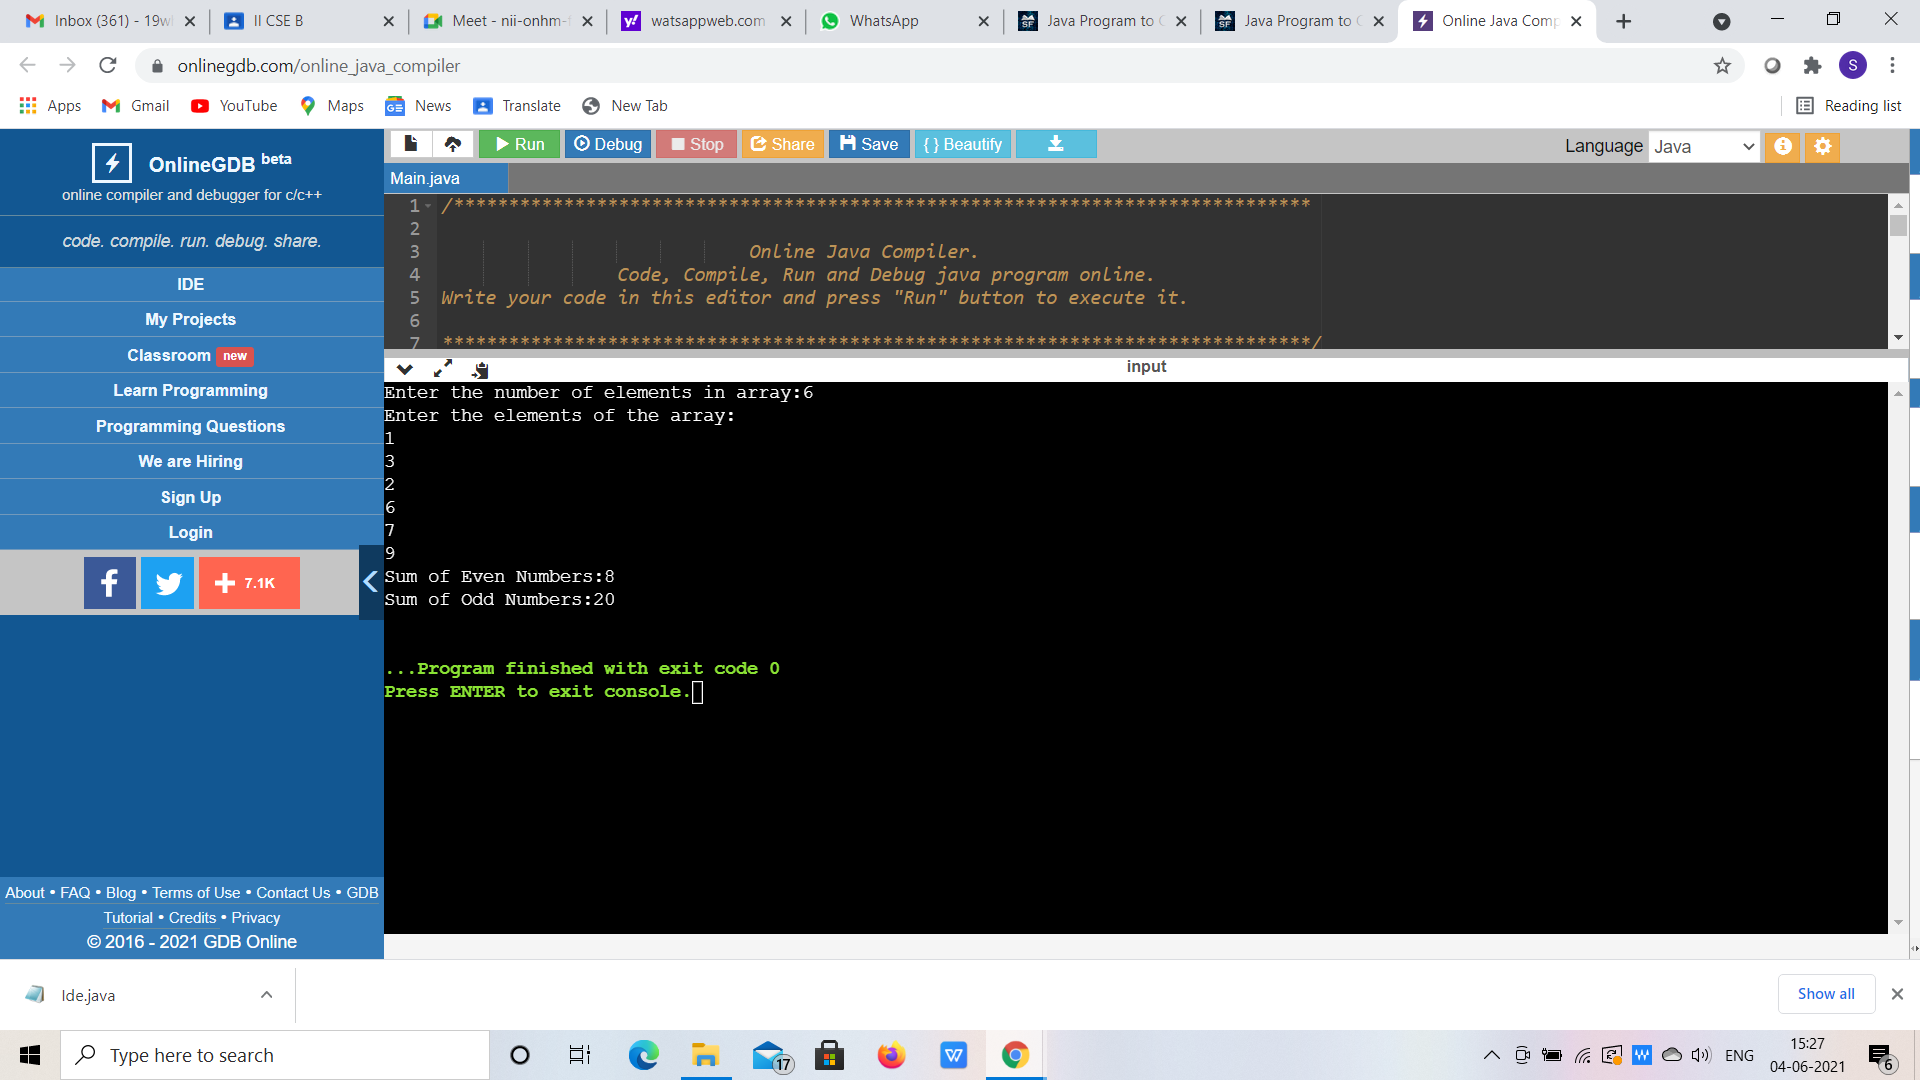 Inbox (361) - 19w
II CSE B
Meet - nii-onhm-
watsappweb.com
WhatsApp
Java Program to C
Java Program to C
Online Java Comp
onlinegdb.com/online_java_compiler
S
Apps
Gmail
YouTube
Maps
News
Translate
New Tab
Reading list
OnlineGDB beta
online compiler and debugger for c/c++
code. compile. run. debug. share.
IDE
My Projects
Classroom new
Learn Programming
Programming Questions
We are Hiring
Sign Up
Login
7.1K
About • FAQ • Blog • Terms of Use • Contact Us • GDB
Tutorial • Credits • Privacy
© 2016 - 2021 GDB Online
Run
Debug
Stop
Share
Save
{ } Beautify
Language Java
Main.java
1 /******************************************************************************
2
3 Online Java Compiler.
4 Code, Compile, Run and Debug java program online.
5 Write your code in this editor and press "Run" button to execute it.
6
7 *******************************************************************************/
input
Enter the number of elements in array:6
Enter the elements of the array:
1
3
2
6
7
9
Sum of Even Numbers:8
Sum of Odd Numbers:20
...Program finished with exit code 0
Press ENTER to exit console.
Ide.java
Show all
Type here to search
17
ENG
15:27
04-06-2021
6